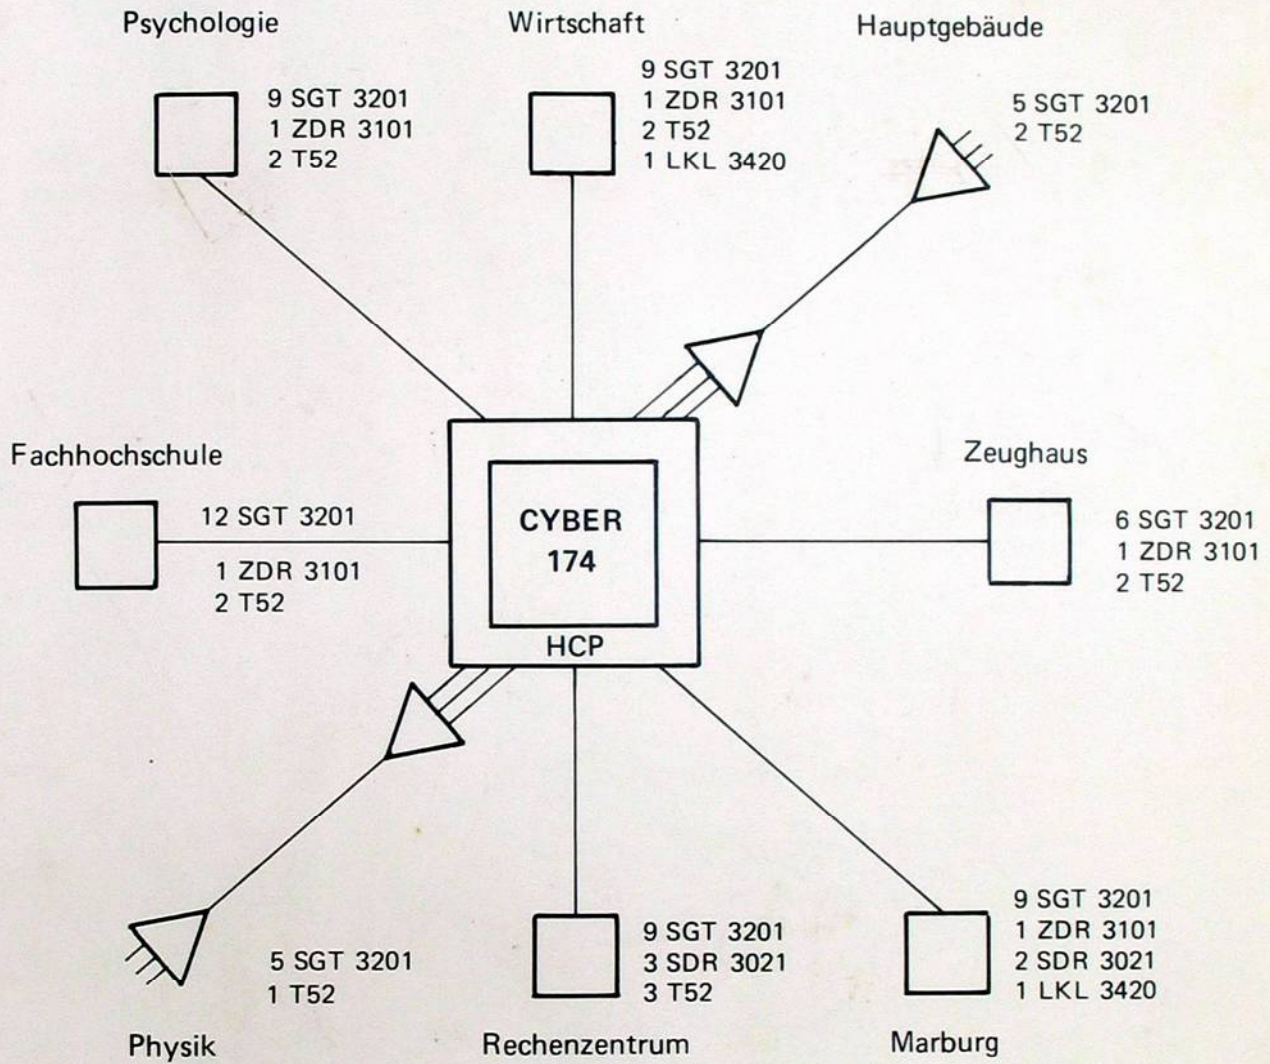 Psychologie
9 SGT 3201
1 ZDR 3101
2 T52
Wirtschaft
9 SGT 3201
1 ZDR 3101
2 T52
1 LKL 3420
Hauptgebäude
5 SGT 3201
2 T52
Fachhochschule
12 SGT 3201
1 ZDR 3101
2 T52
CYBER
174
HCP
Zeughaus
6 SGT 3201
1 ZDR 3101
2 T52
5 SGT 3201
1 T52
Physik
9 SGT 3201
3 SDR 3021
3 T52
Rechenzentrum
9 SGT 3201
1 ZDR 3101
2 SDR 3021
1 LKL 3420
Marburg